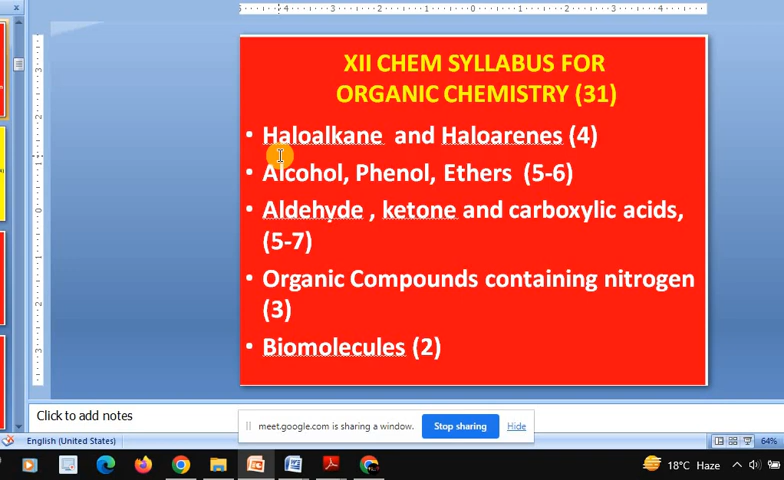 XII CHEM SYLLABUS FOR
ORGANIC CHEMISTRY (31)
• Haloalkane and Haloarenes (4)
• Alcohol, Phenol, Ethers (5-6)
• Aldehyde , ketone and carboxylic acids,
(5-7)
• Organic Compounds containing nitrogen
(3)
• Biomolecules (2)
Click to add notes
meet.google.com is sharing a window.
Stop sharing
Hide
English (United States)
64%
18°C Haze